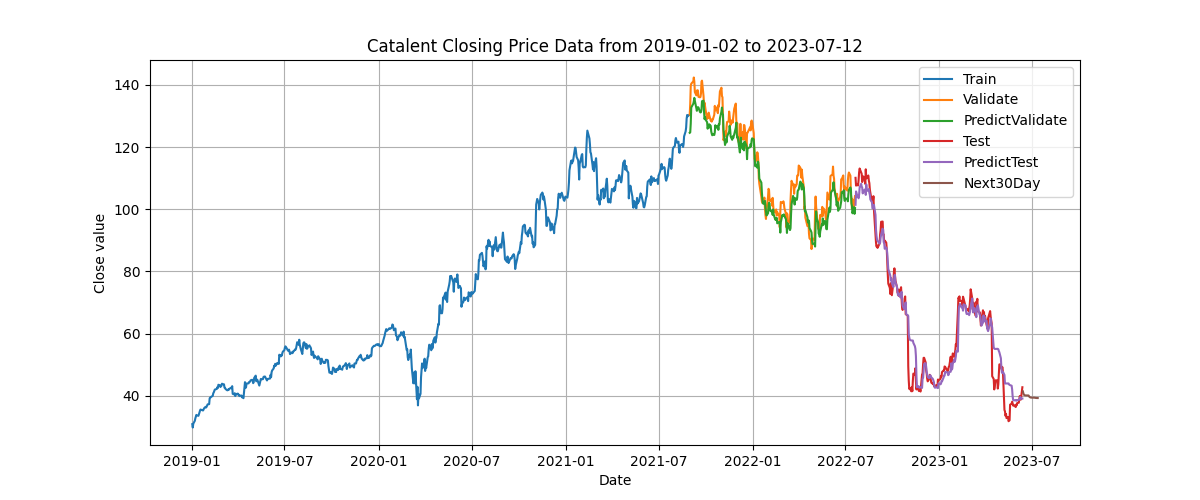 Catalent Closing Price Data from 2019-01-02 to 2023-07-12
Train
Validate
PredictValidate
Test
PredictTest
Next30Day
Close value
140
120
100
80
60
40
2019-01 2019-07 2020-01 2020-07 2021-01 2021-07 2022-01 2022-07 2023-01 2023-07
Date